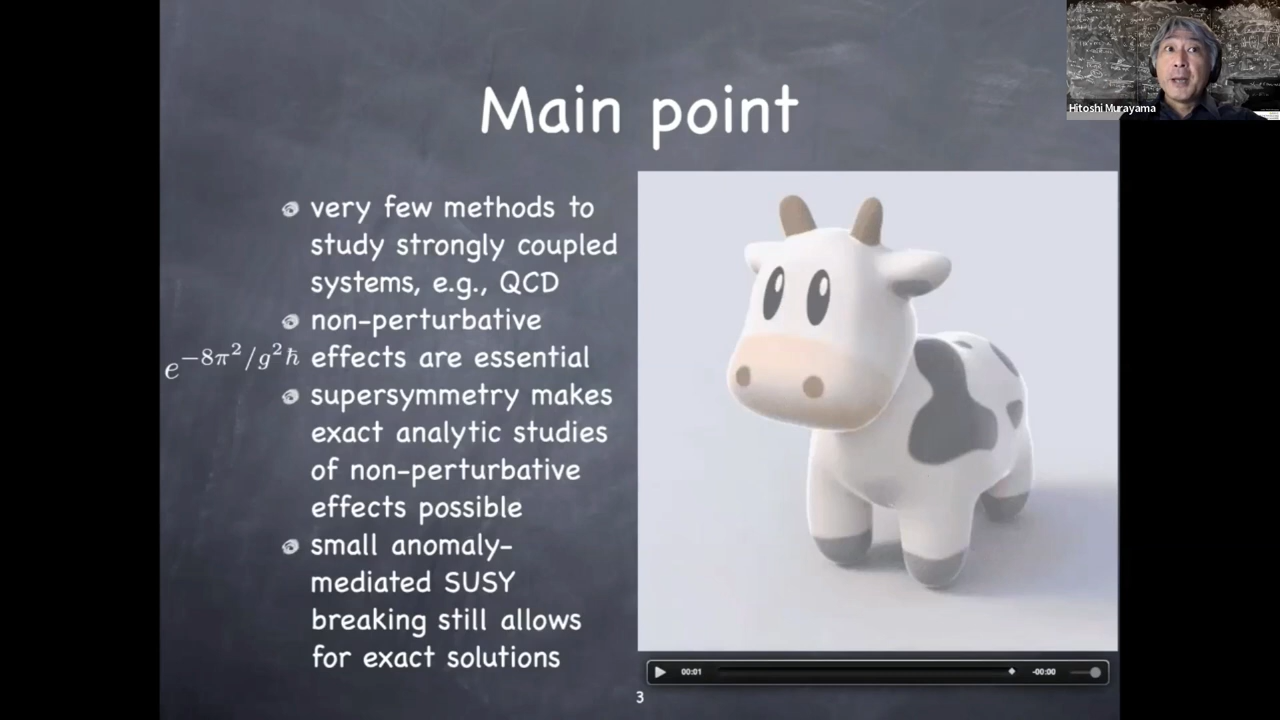 Main point
very few methods to
study strongly coupled
systems, e.g., QCD
non-perturbative
e^{-8π²/g²ħ} effects are essential
supersymmetry makes
exact analytic studies
of non-perturbative
effects possible
small anomaly-
mediated SUSY
breaking still allows
for exact solutions
00:01
-00:00
3
Hitoshi Murayama